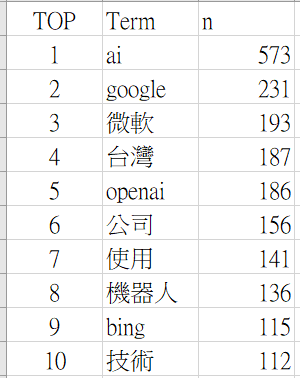 TOP Term n
1 ai 573
2 google 231
3 微軟 193
4 台灣 187
5 openai 186
6 公司 156
7 使用 141
8 機器人 136
9 bing 115
10 技術 112